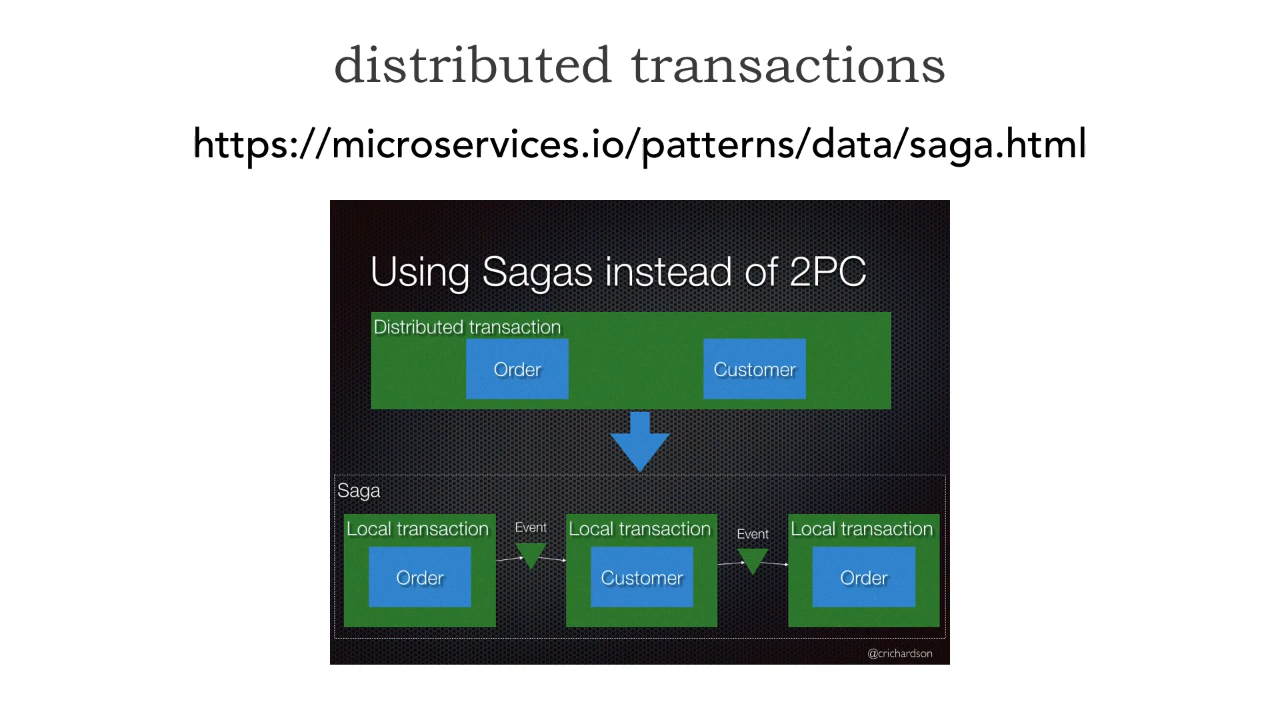 distributed transactions
https://microservices.io/patterns/data/saga.html
Using Sagas instead of 2PC
Distributed transaction
Order
Customer
Saga
Local transaction
Order
Event
Local transaction
Customer
Event
Local transaction
Order
@crichardson